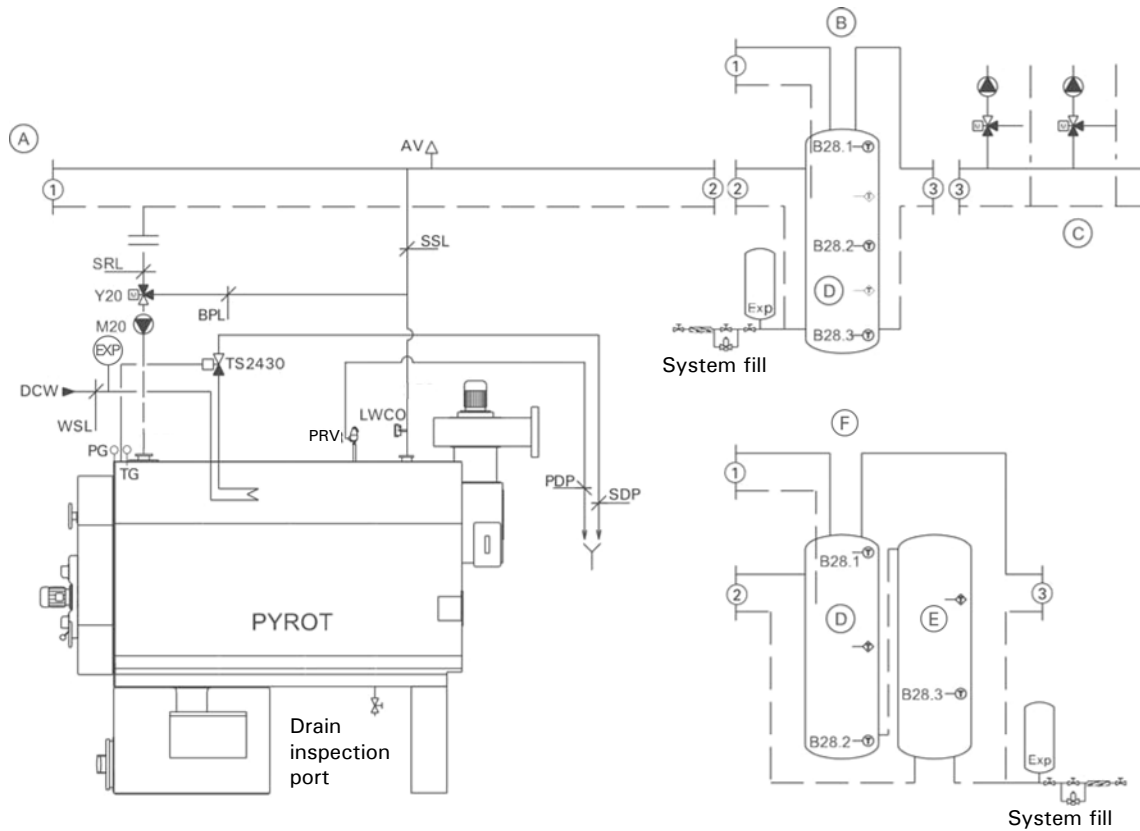 B
1
A
AV
B28.1
M
M
T
1
2
2
3
3
T
C
SSL
B28.2
T
SRL
Y20
M
BPL
D
T
Exp
M20
B28.3
T
EXP
TS2430
System fill
DCW
WSL
LWCO
PRV
F
PG
TG
1
PDP
SDP
B28.1
T
2
D
E
T
3
PYROT
T
B28.3
T
Drain
inspection
port
B28.2
T
Exp
System fill